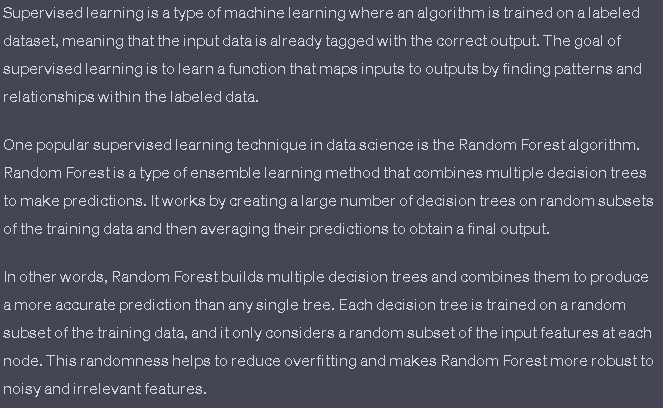 Supervised learning is a type of machine learning where an algorithm is trained on a labeled
dataset, meaning that the input data is already tagged with the correct output. The goal of
supervised learning is to learn a function that maps inputs to outputs by finding patterns and
relationships within the labeled data.
One popular supervised learning technique in data science is the Random Forest algorithm.
Random Forest is a type of ensemble learning method that combines multiple decision trees
to make predictions. It works by creating a large number of decision trees on random subsets
of the training data and then averaging their predictions to obtain a final output.
In other words, Random Forest builds multiple decision trees and combines them to produce
a more accurate prediction than any single tree. Each decision tree is trained on a random
subset of the training data, and it only considers a random subset of the input features at each
node. This randomness helps to reduce overfitting and makes Random Forest more robust to
noisy and irrelevant features.